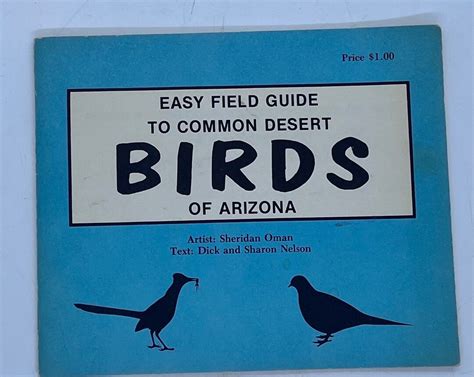 Price $1.00
EASY FIELD GUIDE
TO COMMON DESERT
BIRDS
OF ARIZONA
Artist: Sheridan Oman
Text: Dick and Sharon Nelson